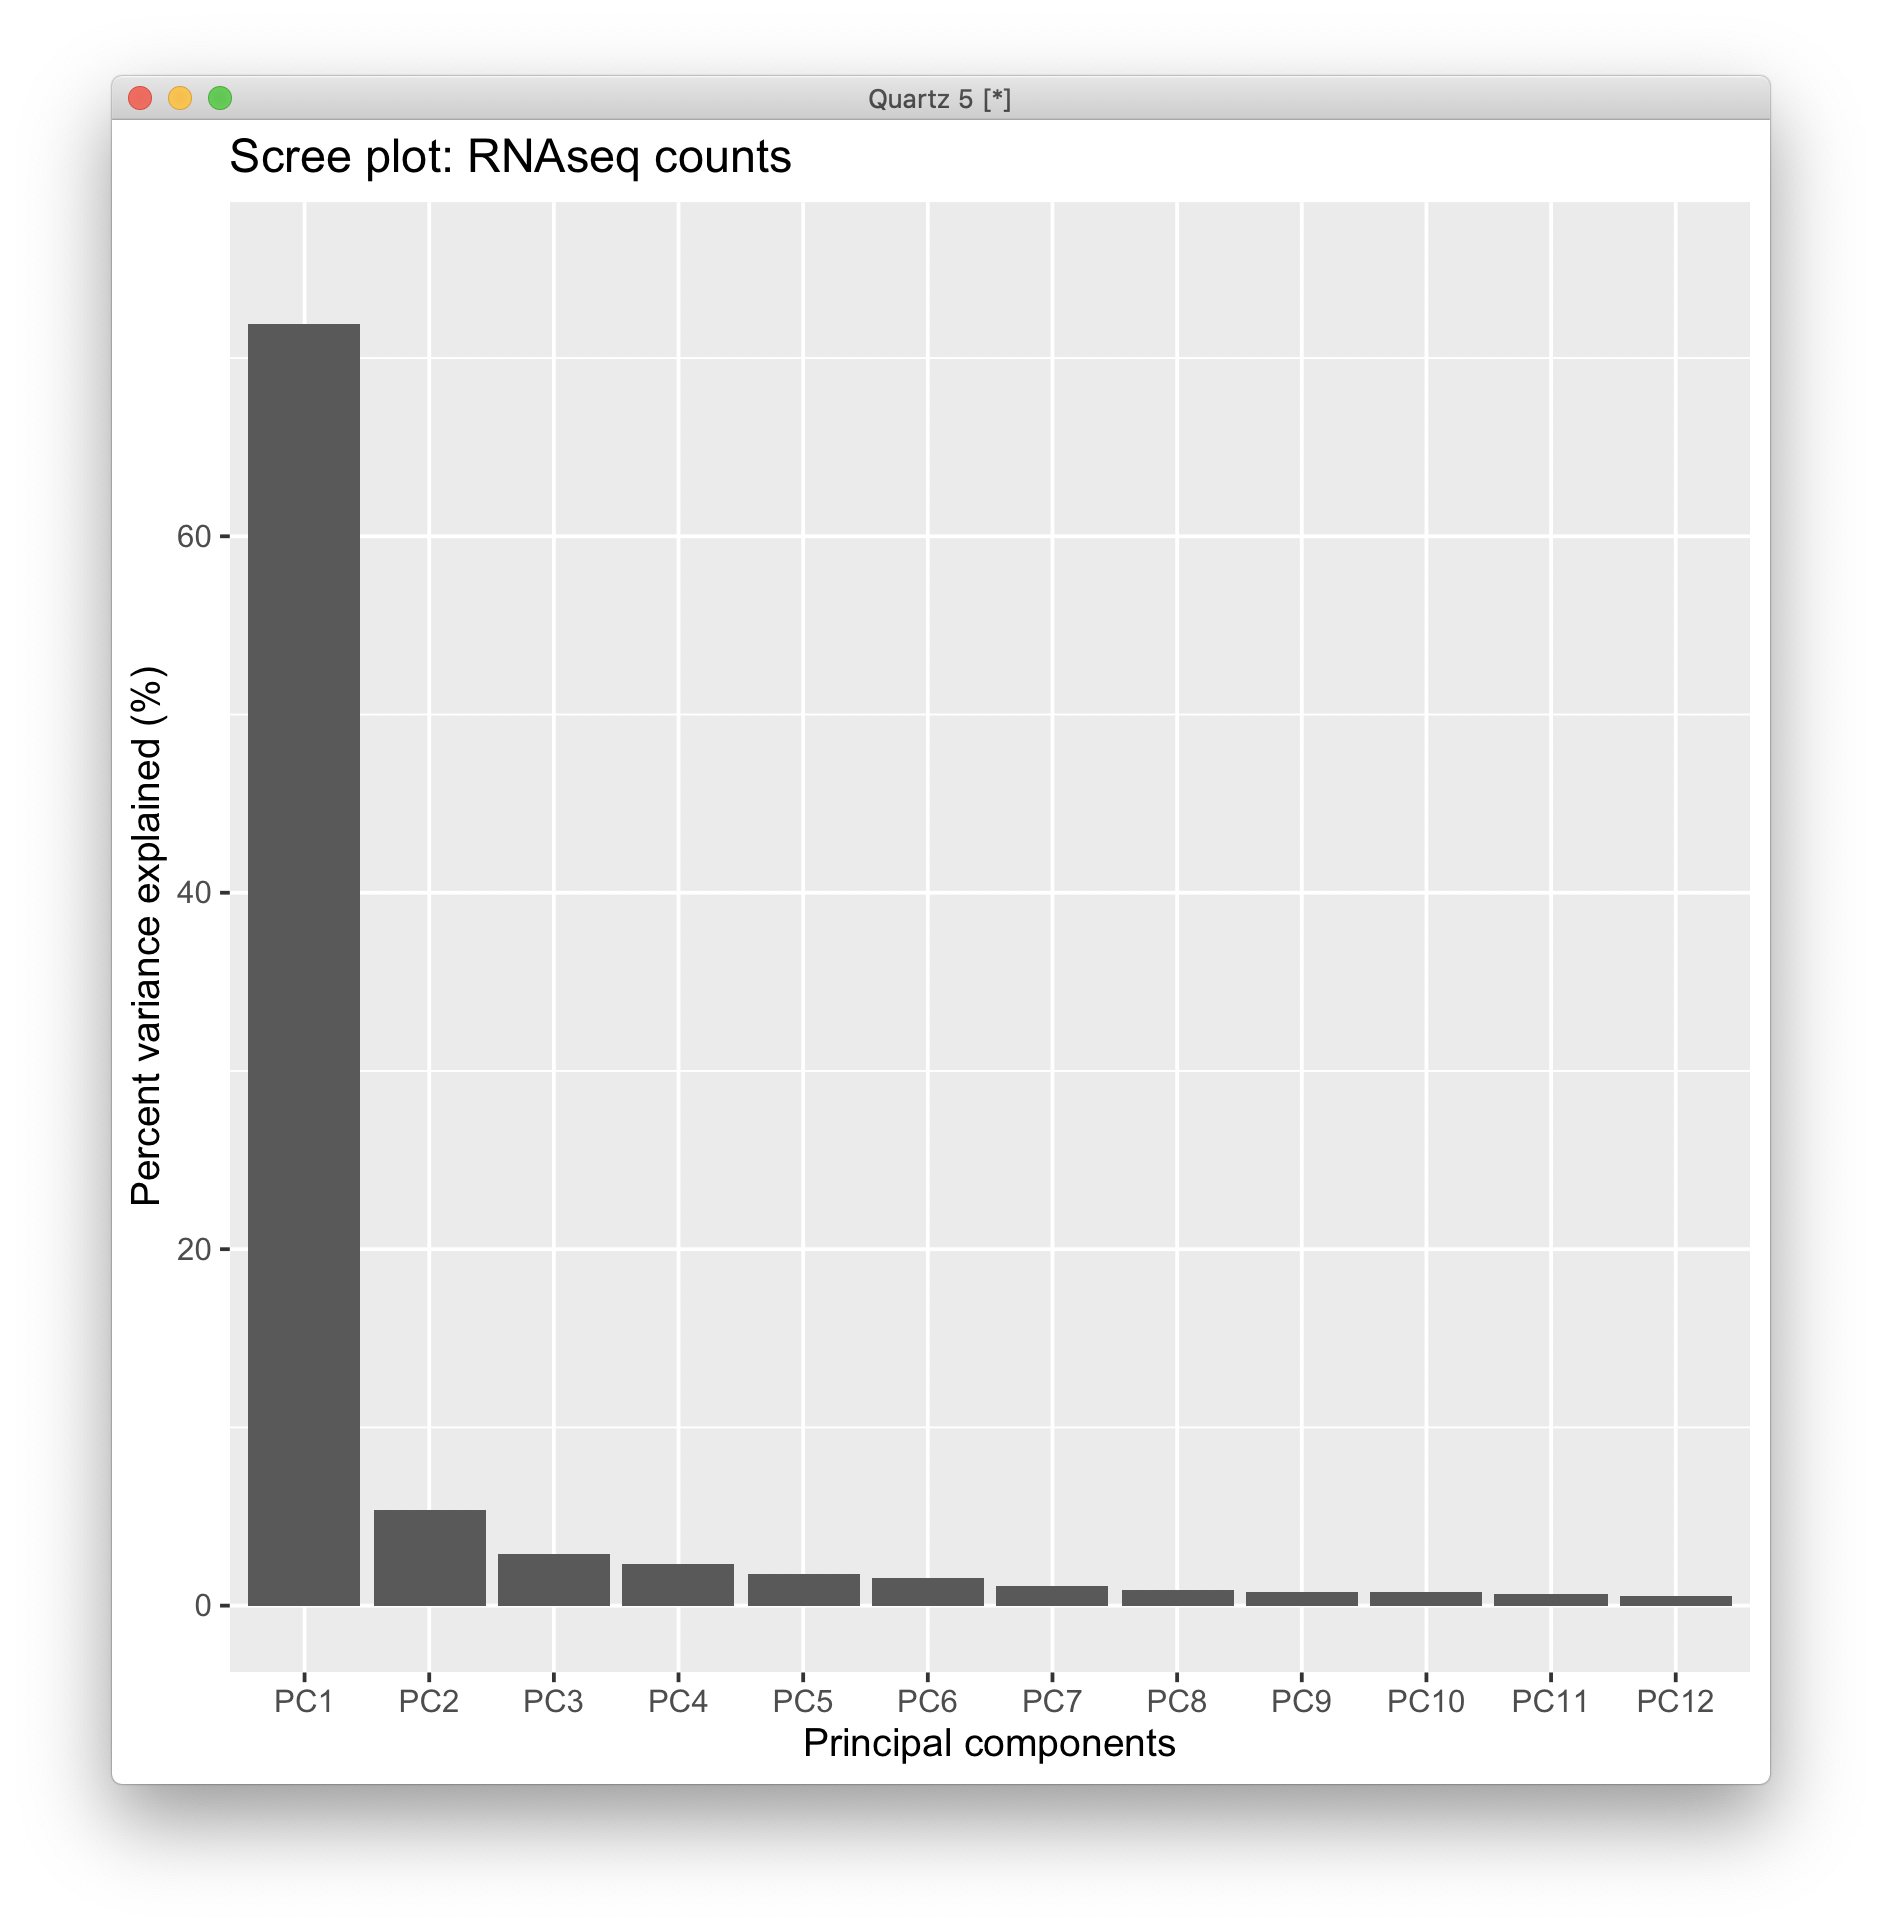 Quartz 5 [*]
Scree plot: RNAseq counts
Percent variance explained (%)
60
40
20
0
PC1 PC2 PC3 PC4 PC5 PC6 PC7 PC8 PC9 PC10 PC11 PC12
Principal components